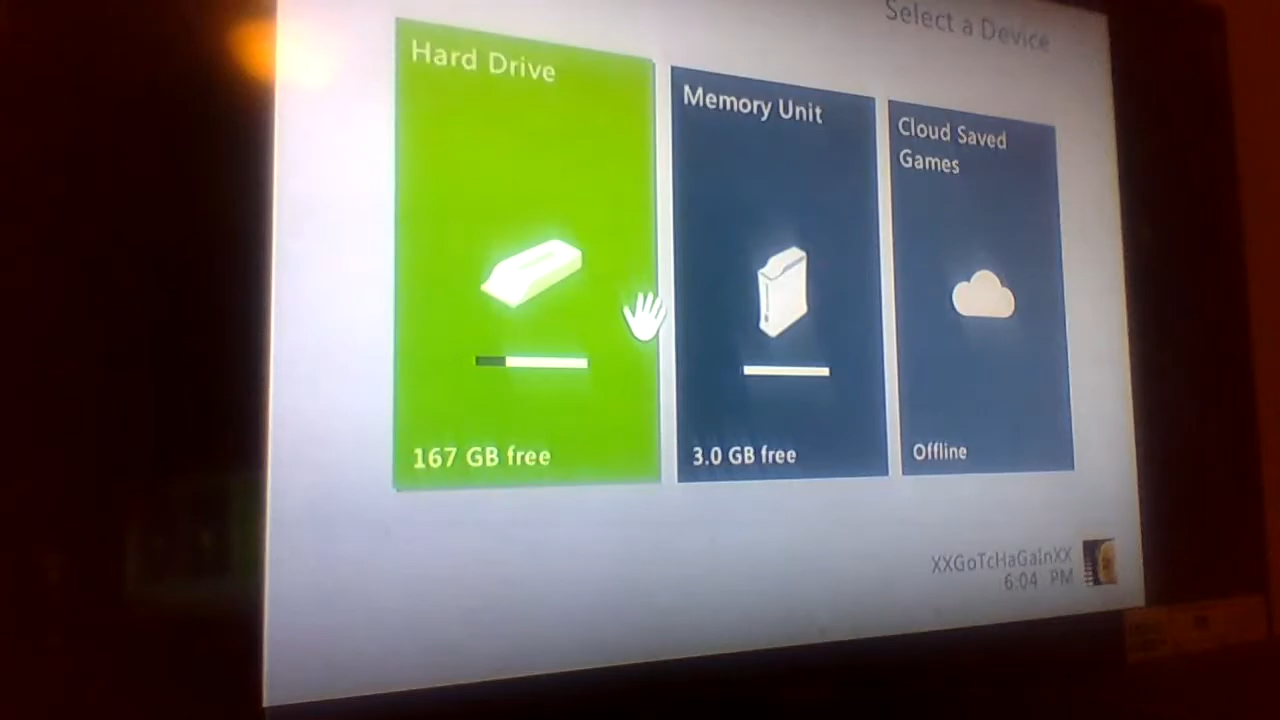 Select a Device
Hard Drive
Memory Unit
Cloud Saved
Games
167 GB free
3.0 GB free
Offline
XXGoTcHaGaInXX
6:04 PM